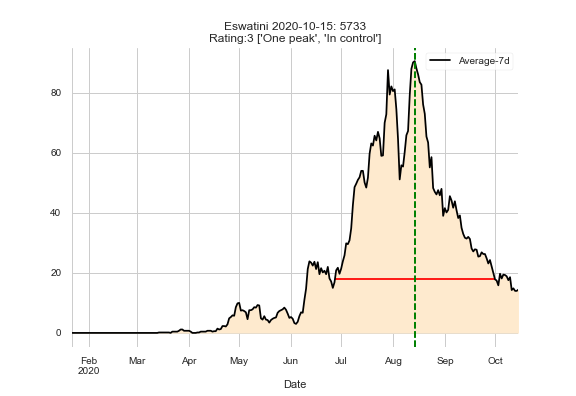 Eswatini 2020-10-15: 5733
Rating:3 ['One peak', 'In control']
Average-7d
80
60
40
20
0
Feb
2020
Mar
Apr
May
Jun
Jul
Aug
Sep
Oct
Date